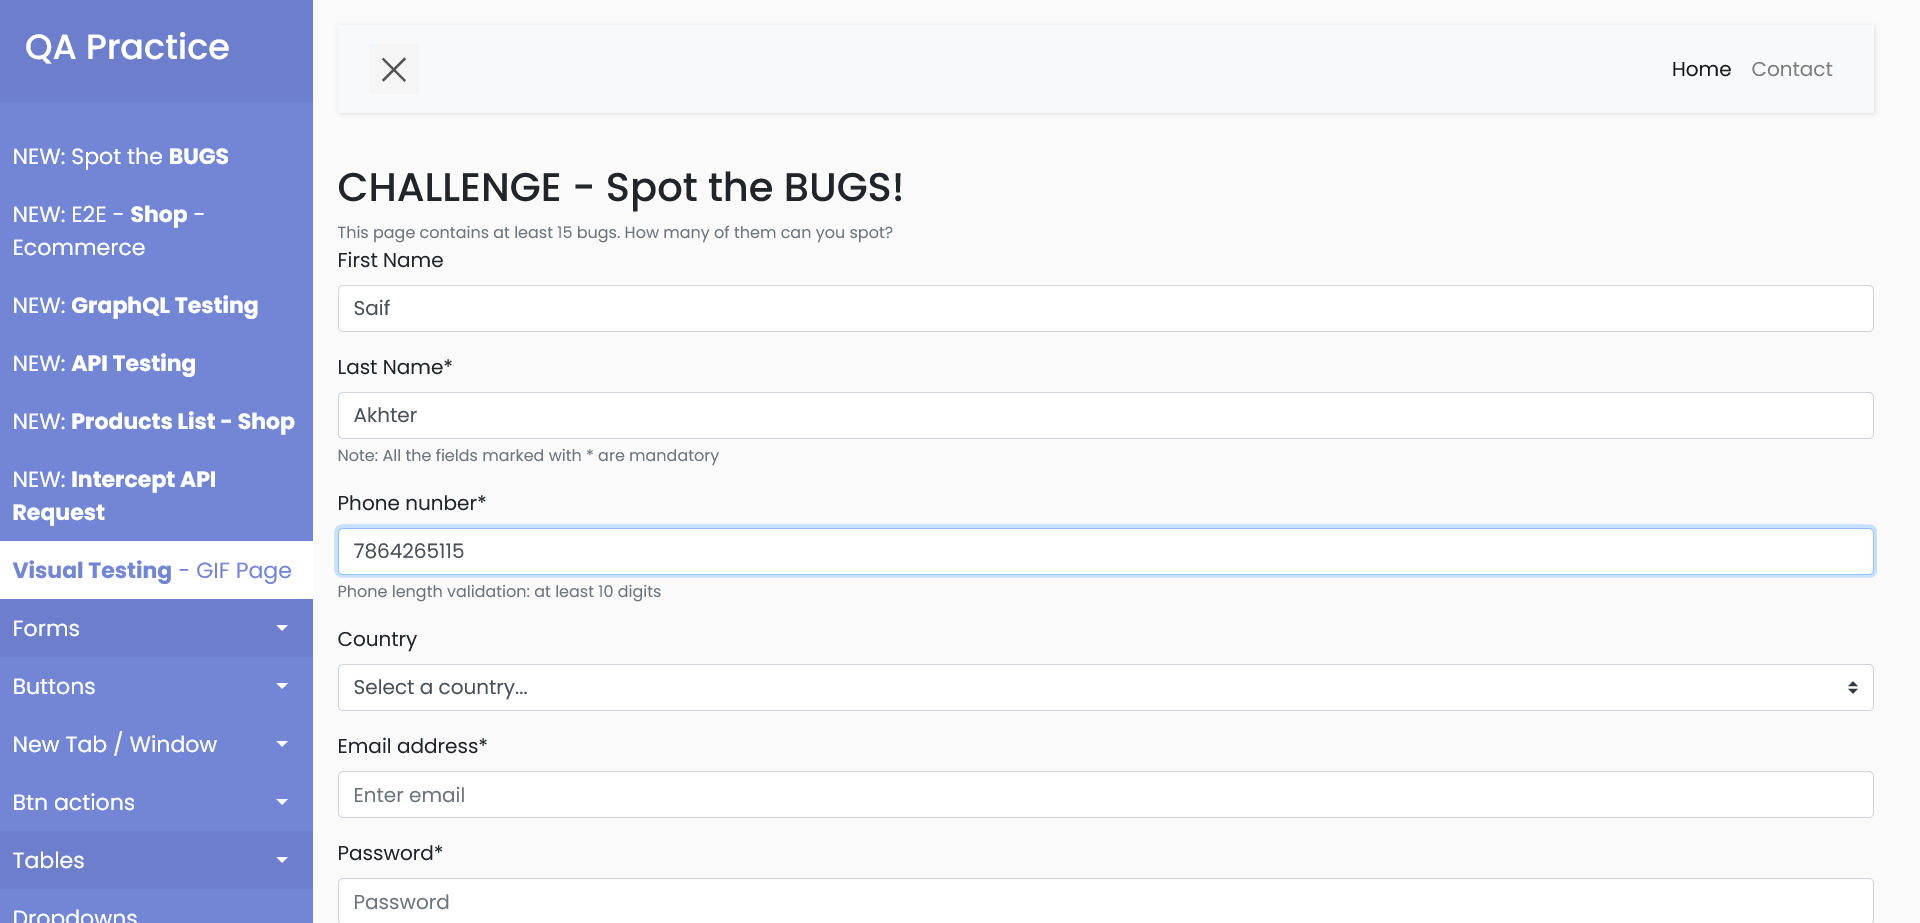 QA Practice
NEW: Spot the BUGS
NEW: E2E - Shop -
Ecommerce
NEW: GraphQL Testing
NEW: API Testing
NEW: Products List - Shop
NEW: Intercept API
Request
Visual Testing - GIF Page
Forms
Buttons
New Tab / Window
Btn actions
Tables
Dropdowns
Home Contact
CHALLENGE - Spot the BUGS!
This page contains at least 15 bugs. How many of them can you spot?
First Name
Saif
Last Name*
Akhter
Note: All the fields marked with * are mandatory
Phone nunber*
7864265115
Phone length validation: at least 10 digits
Country
Select a country...
Email address*
Enter email
Password*
Password